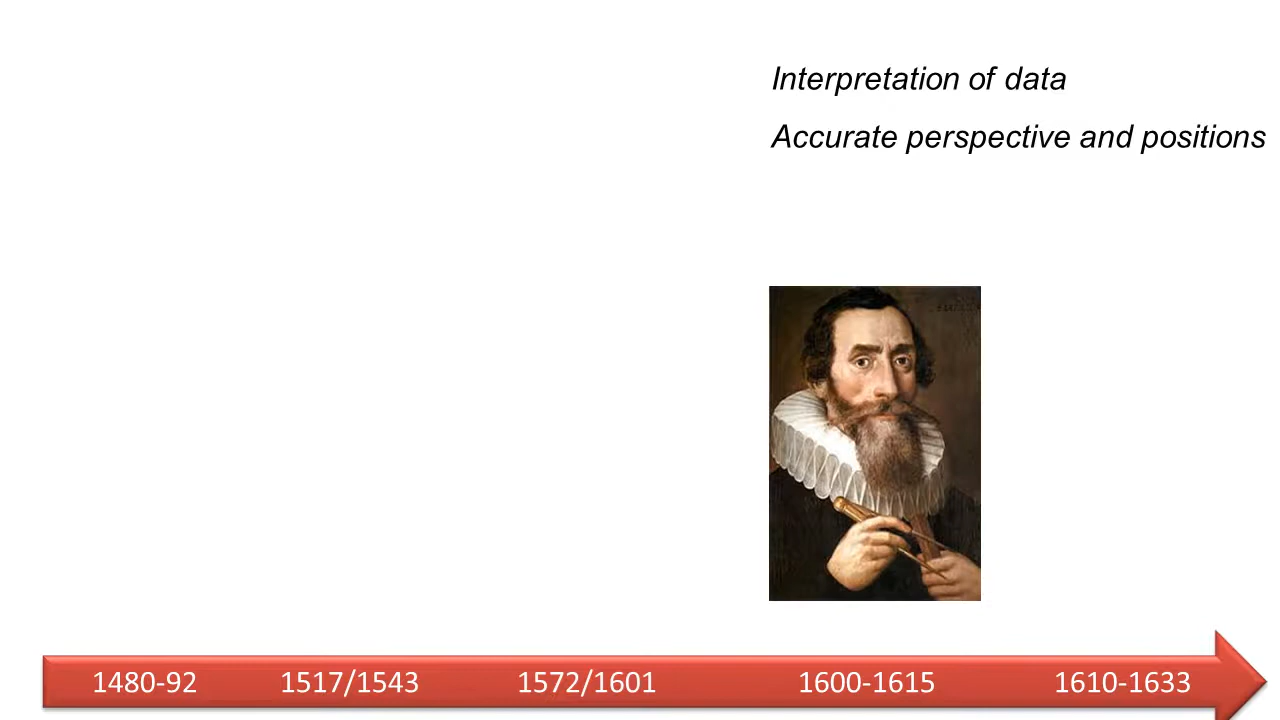 Interpretation of data
Accurate perspective and positions
1480-92 1517/1543 1572/1601 1600-1615 1610-1633